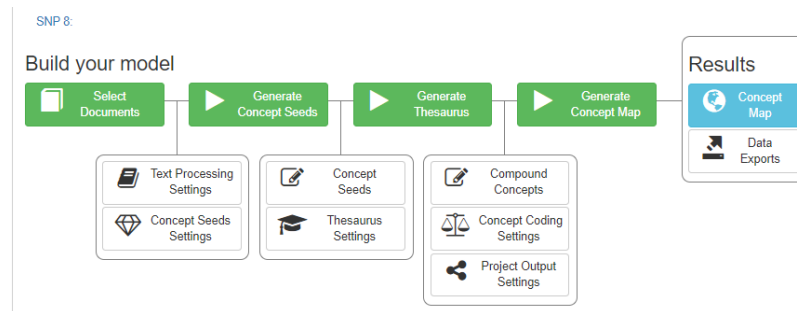 SNP 8:
Build your model
Results
Select
Documents
Generate
Concept Seeds
Generate
Thesaurus
Generate
Concept Map
Concept
Map
Data
Exports
Text Processing
Settings
Concept Seeds
Settings
Concept
Seeds
Thesaurus
Settings
Compound
Concepts
Concept Coding
Settings
Project Output
Settings